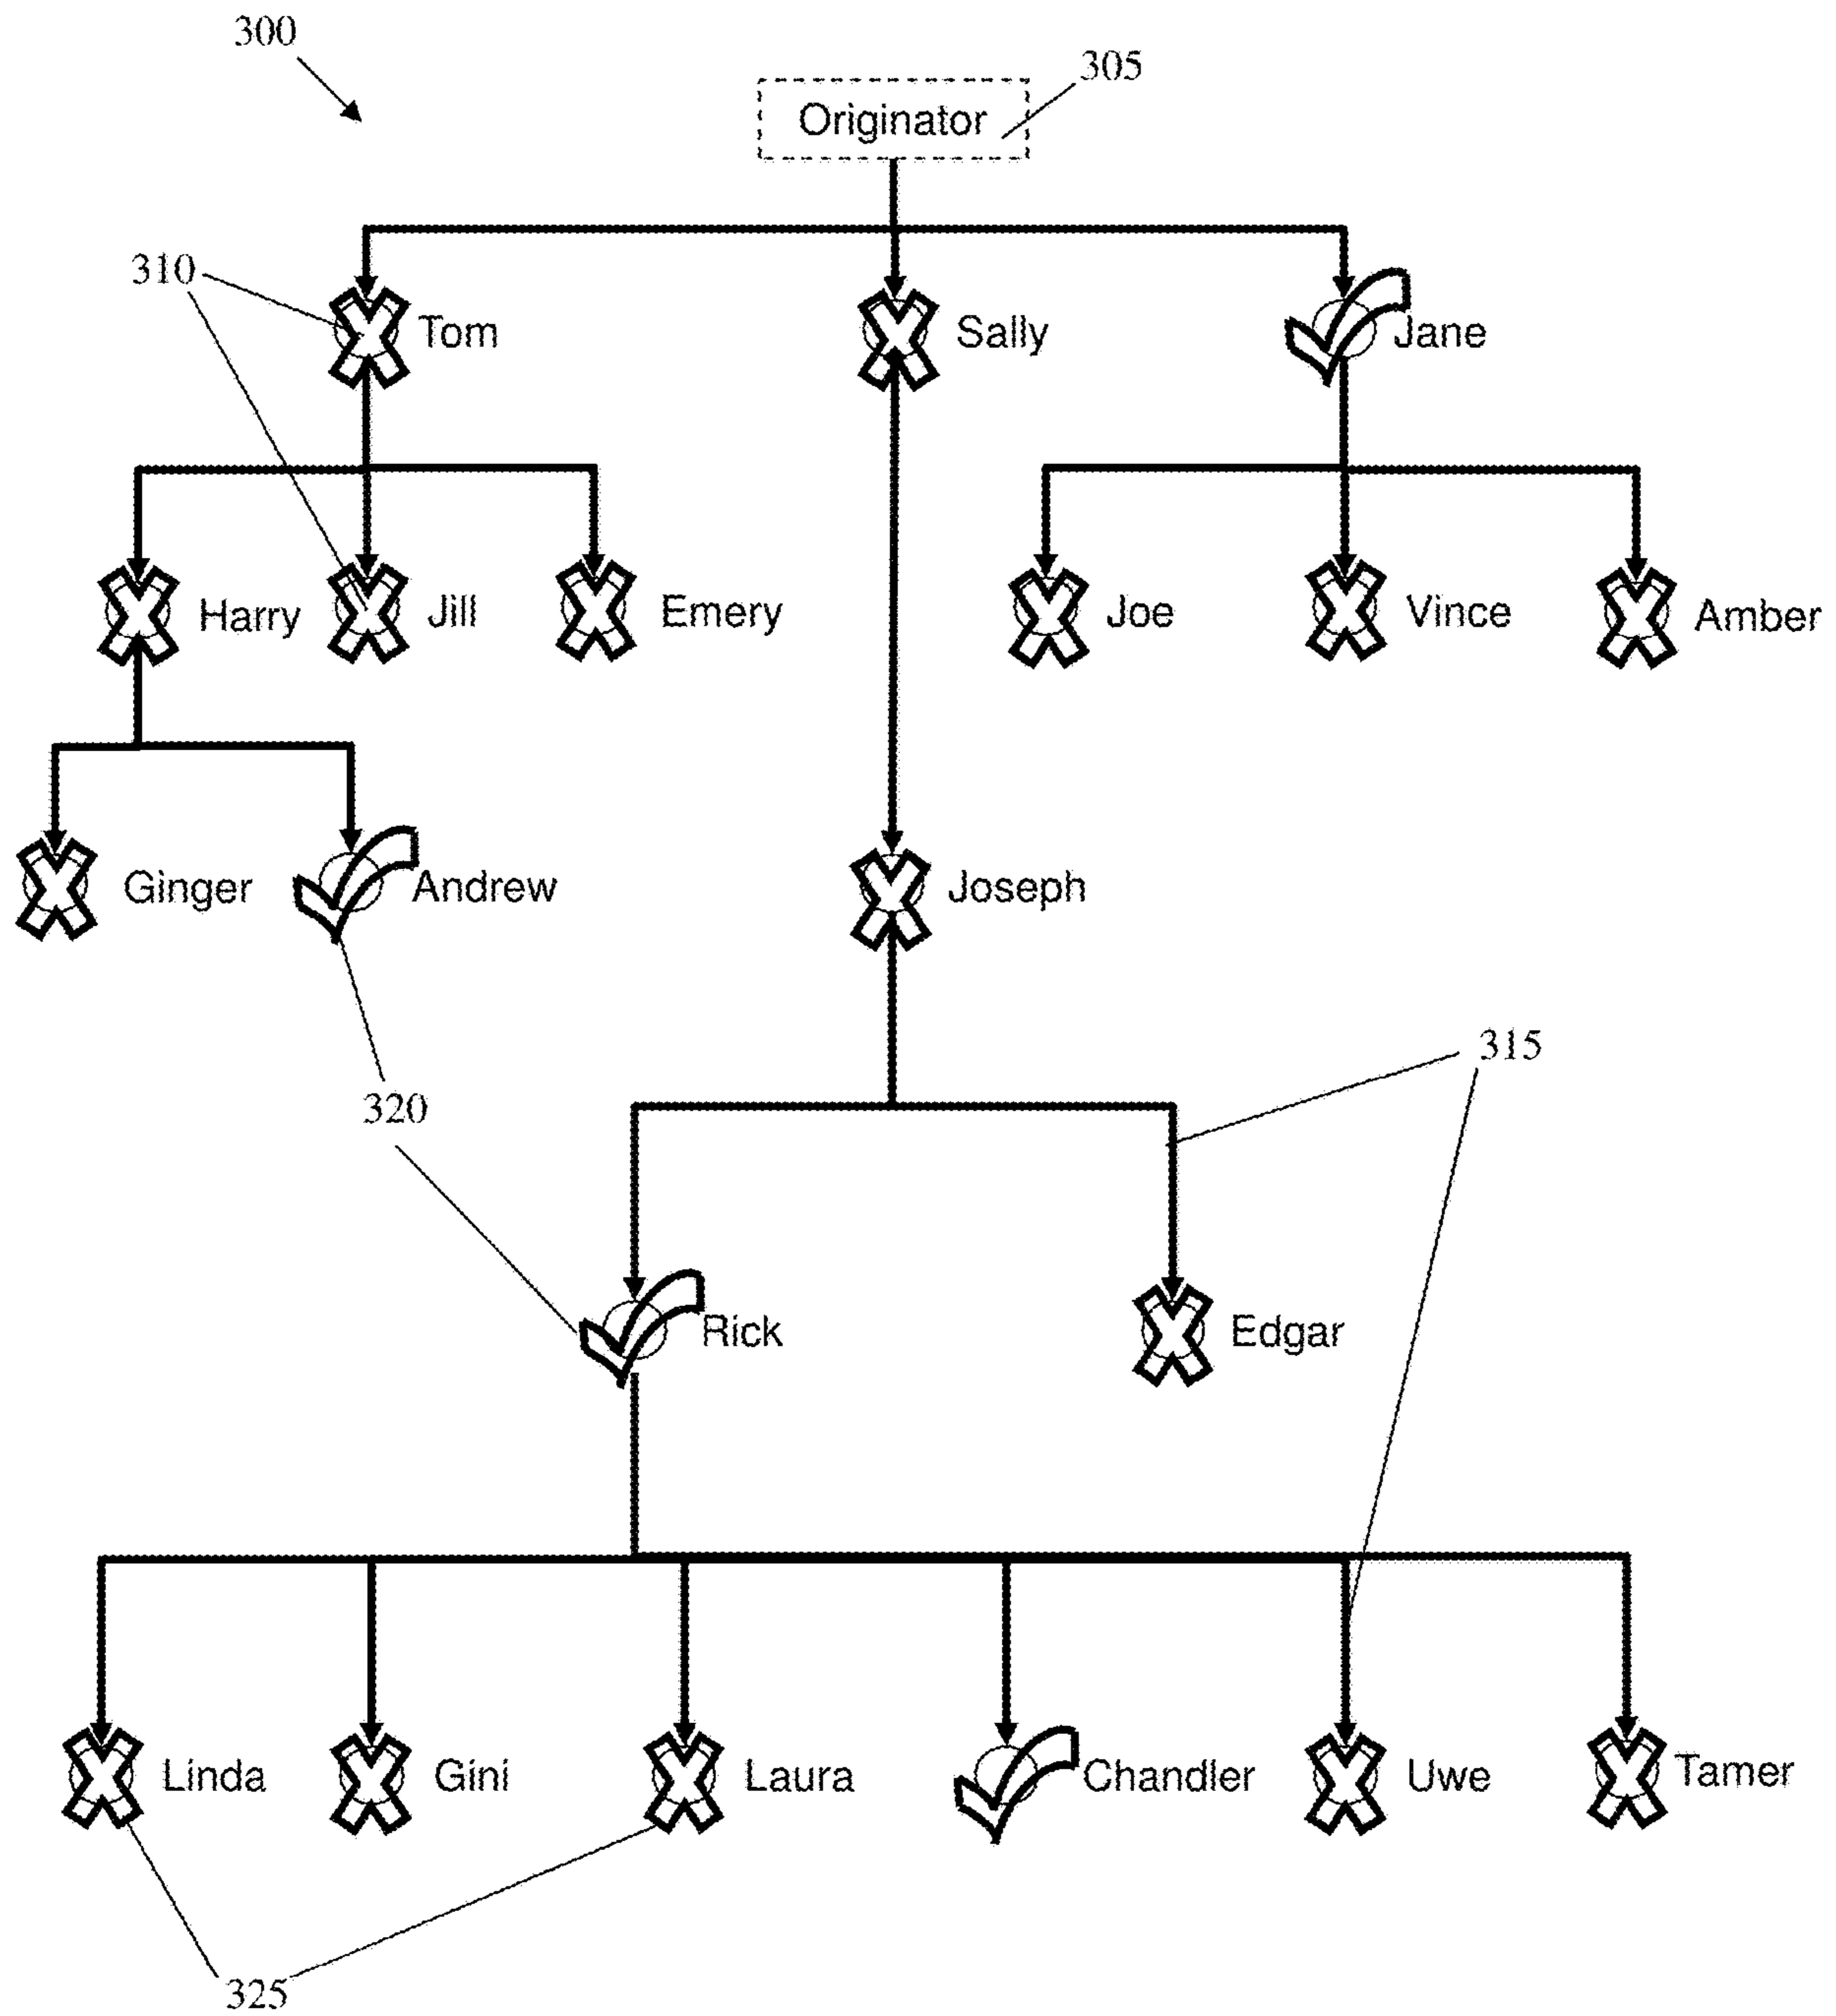 300
305
Originator
310
Tom
Sally
Jane
Harry
Jill
Emery
Joe
Vince
Amber
Ginger
Andrew
Joseph
315
320
Rick
Edgar
Linda
Gini
Laura
Chandler
Uwe
Tamer
325